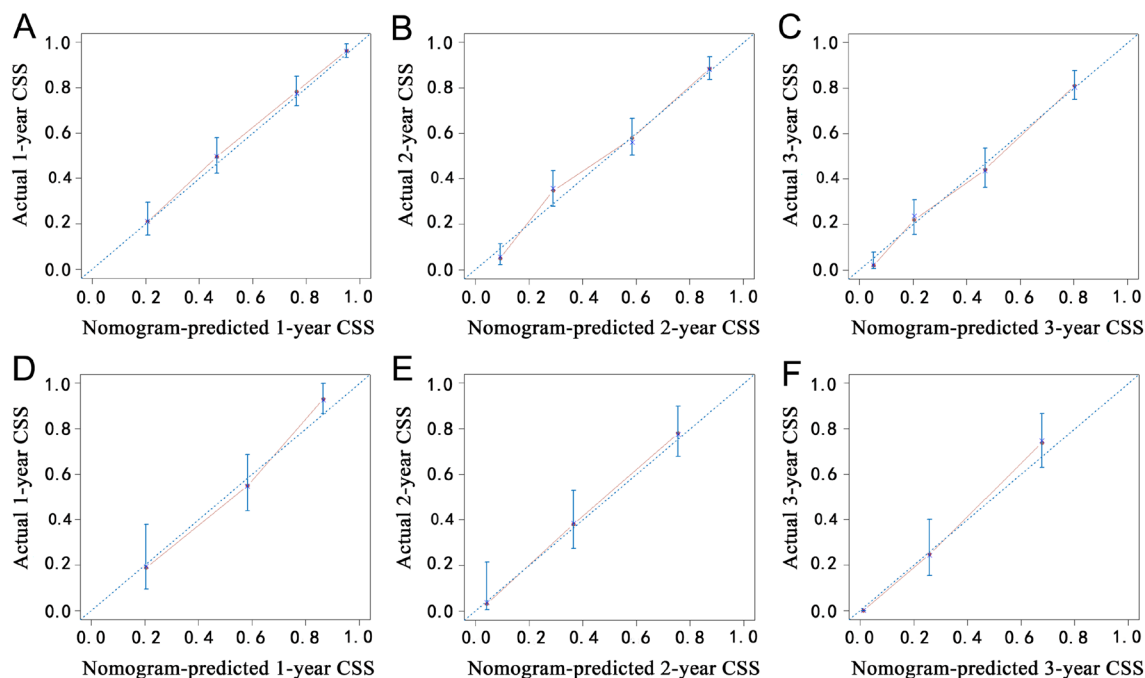 A
Actual 1-year CSS
1.0
0.8
0.6
0.4
0.2
0.0
0.0 0.2 0.4 0.6 0.8 1.0
Nomogram-predicted 1-year CSS
B
Actual 2-year CSS
1.0
0.8
0.6
0.4
0.2
0.0
0.0 0.2 0.4 0.6 0.8 1.0
Nomogram-predicted 2-year CSS
C
Actual 3-year CSS
1.0
0.8
0.6
0.4
0.2
0.0
0.0 0.2 0.4 0.6 0.8 1.0
Nomogram-predicted 3-year CSS
D
Actual 1-year CSS
1.0
0.8
0.6
0.4
0.2
0.0
0.0 0.2 0.4 0.6 0.8 1.0
Nomogram-predicted 1-year CSS
E
Actual 2-year CSS
1.0
0.8
0.6
0.4
0.2
0.0
0.0 0.2 0.4 0.6 0.8 1.0
Nomogram-predicted 2-year CSS
F
Actual 3-year CSS
1.0
0.8
0.6
0.4
0.2
0.0
0.0 0.2 0.4 0.6 0.8 1.0
Nomogram-predicted 3-year CSS